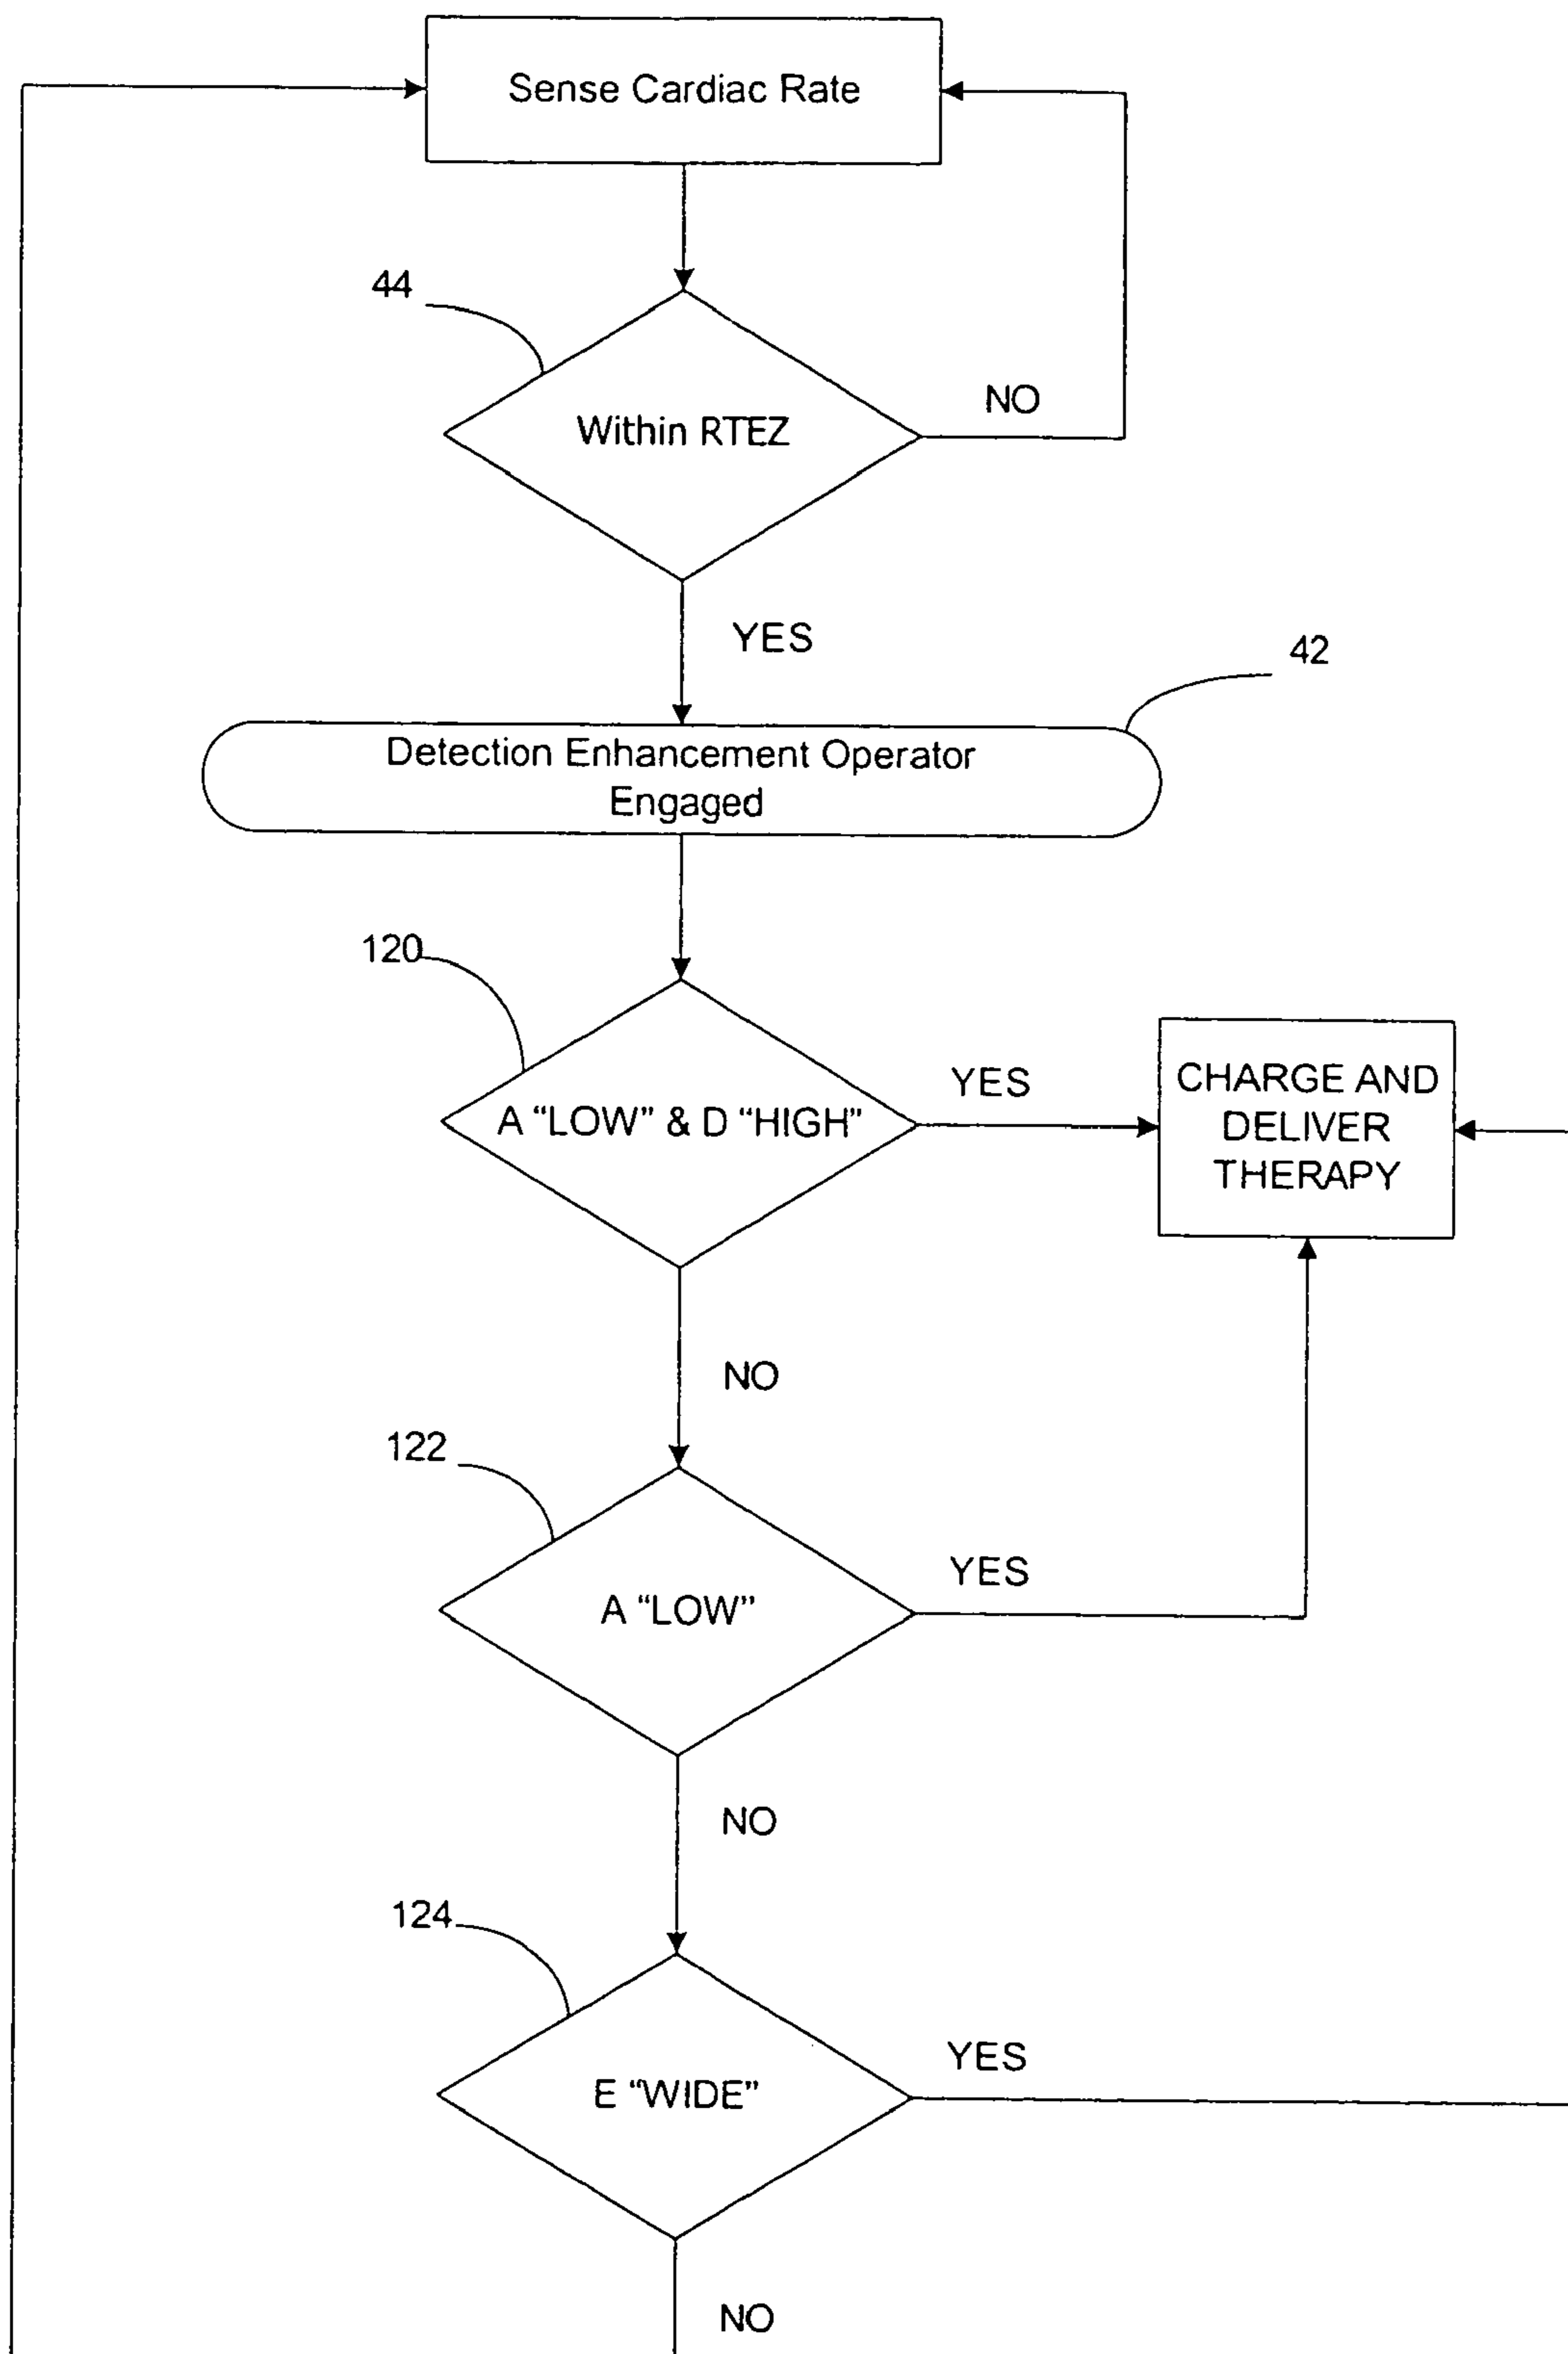 Sense Cardiac Rate
44
Within RTEZ
NO
YES
42
Detection Enhancement Operator
Engaged
120
A “LOW” & D “HIGH”
YES
CHARGE AND
DELIVER
THERAPY
NO
122
A “LOW”
YES
NO
124
E “WIDE”
YES
NO